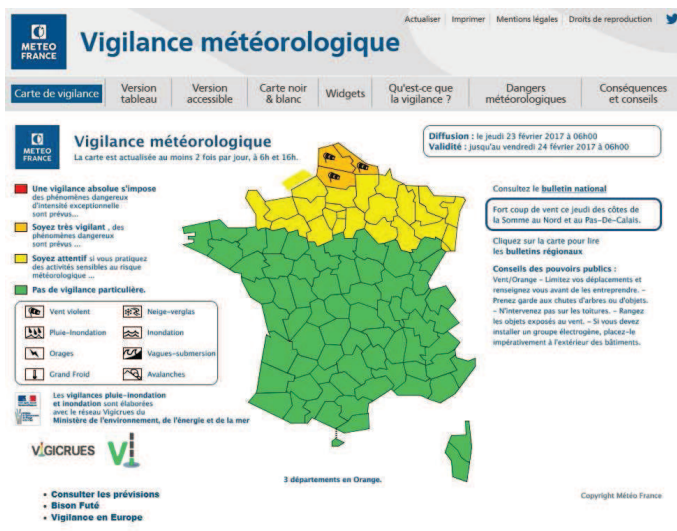 Actualiser Imprimer Mentions légales Droits de reproduction
METEO
FRANCE
Vigilance météorologique
Carte de vigilance
Version
tableau
Version
accessible
Carte noir
& blanc
Widgets
Qu'est-ce que
la vigilance ?
Dangers
météorologiques
Conséquences
et conseils
METEO
FRANCE
Vigilance météorologique
La carte est actualisée au moins 2 fois par jour, à 6h et 16h.
Diffusion : le jeudi 23 février 2017 à 06h00
Validité : jusqu'au vendredi 24 février 2017 à 06h00
Une vigilance absolue s'impose
des phénomènes dangereux
d'intensité exceptionnelle
sont prévus...
Soyez très vigilant , des
phénomènes dangereux
sont prévus ...
Soyez attentif si vous pratiquez
des activités sensibles au risque
météorologique ...
Pas de vigilance particulière.
Vent violent
Neige-verglas
Pluie-Inondation
Inondation
Orages
Vagues-submersion
Grand Froid
Avalanches
Les vigilances pluie-inondation
et inondation sont élaborées
avec le réseau Vigicrues du
Ministère de l'environnement, de l'énergie et de la mer
VIGICRUES
Consultez le bulletin national
Fort coup de vent ce jeudi des côtes de
la Somme au Nord et au Pas-De-Calais.
Cliquez sur la carte pour lire
les bulletins régionaux
Conseils des pouvoirs publics :
Vent/Orange – Limitez vos déplacements et
renseignez vous avant de les entreprendre. –
Prenez garde aux chutes d'arbres ou d'objets.
– N'intervenez pas sur les toitures. – Rangez
les objets exposés au vent. – Si vous devez
installer un groupe électrogène, placez-le
impérativement à l'extérieur des bâtiments.
3 départements en Orange.
Copyright Météo France
• Consulter les prévisions
• Bison Futé
• Vigilance en Europe